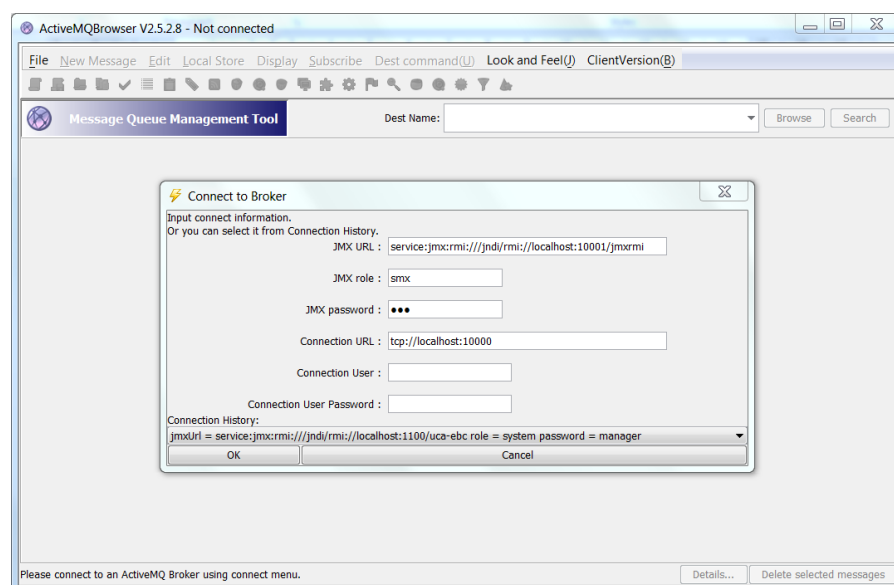 ActiveMQBrowser V2.5.2.8 - Not connected
File New Message Edit Local Store Display Subscribe Dest command(U) Look and Feel(J) ClientVersion(B)
Message Queue Management Tool Dest Name: Browse Search
Connect to Broker
Input connect information.
Or you can select it from Connection History.
JMX URL : service:jmx:rmi:///jndi/rmi://localhost:10001/jmxrmi
JMX role : smx
JMX password : ●●●
Connection URL : tcp://localhost:10000
Connection User :
Connection User Password :
Connection History:
jmxUrl = service:jmx:rmi:///jndi/rmi://localhost:1100/uca-ebc role = system password = manager
OK Cancel
Please connect to an ActiveMQ Broker using connect menu. Details... Delete selected messages